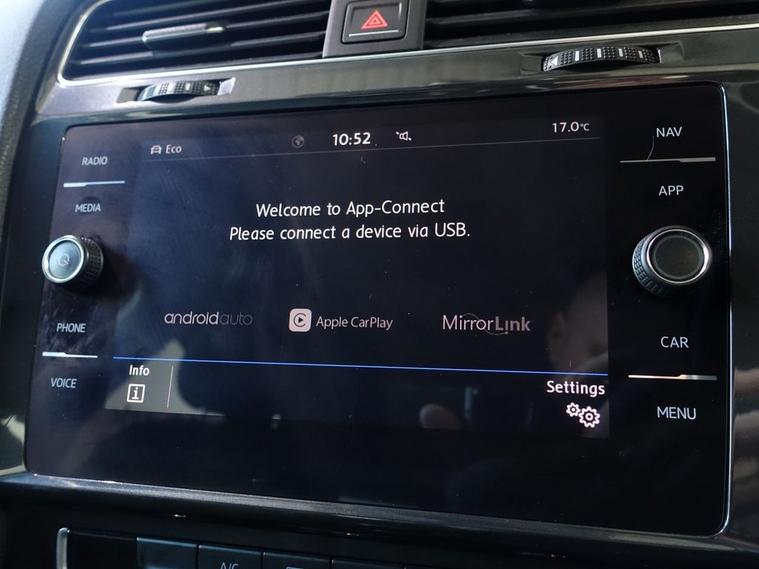 RADIO
MEDIA
PHONE
VOICE
Eco
10:52
17.0°C
Welcome to App-Connect
Please connect a device via USB.
androidauto
Apple CarPlay
MirrorLink
Info
i
Settings
NAV
APP
CAR
MENU
A/C